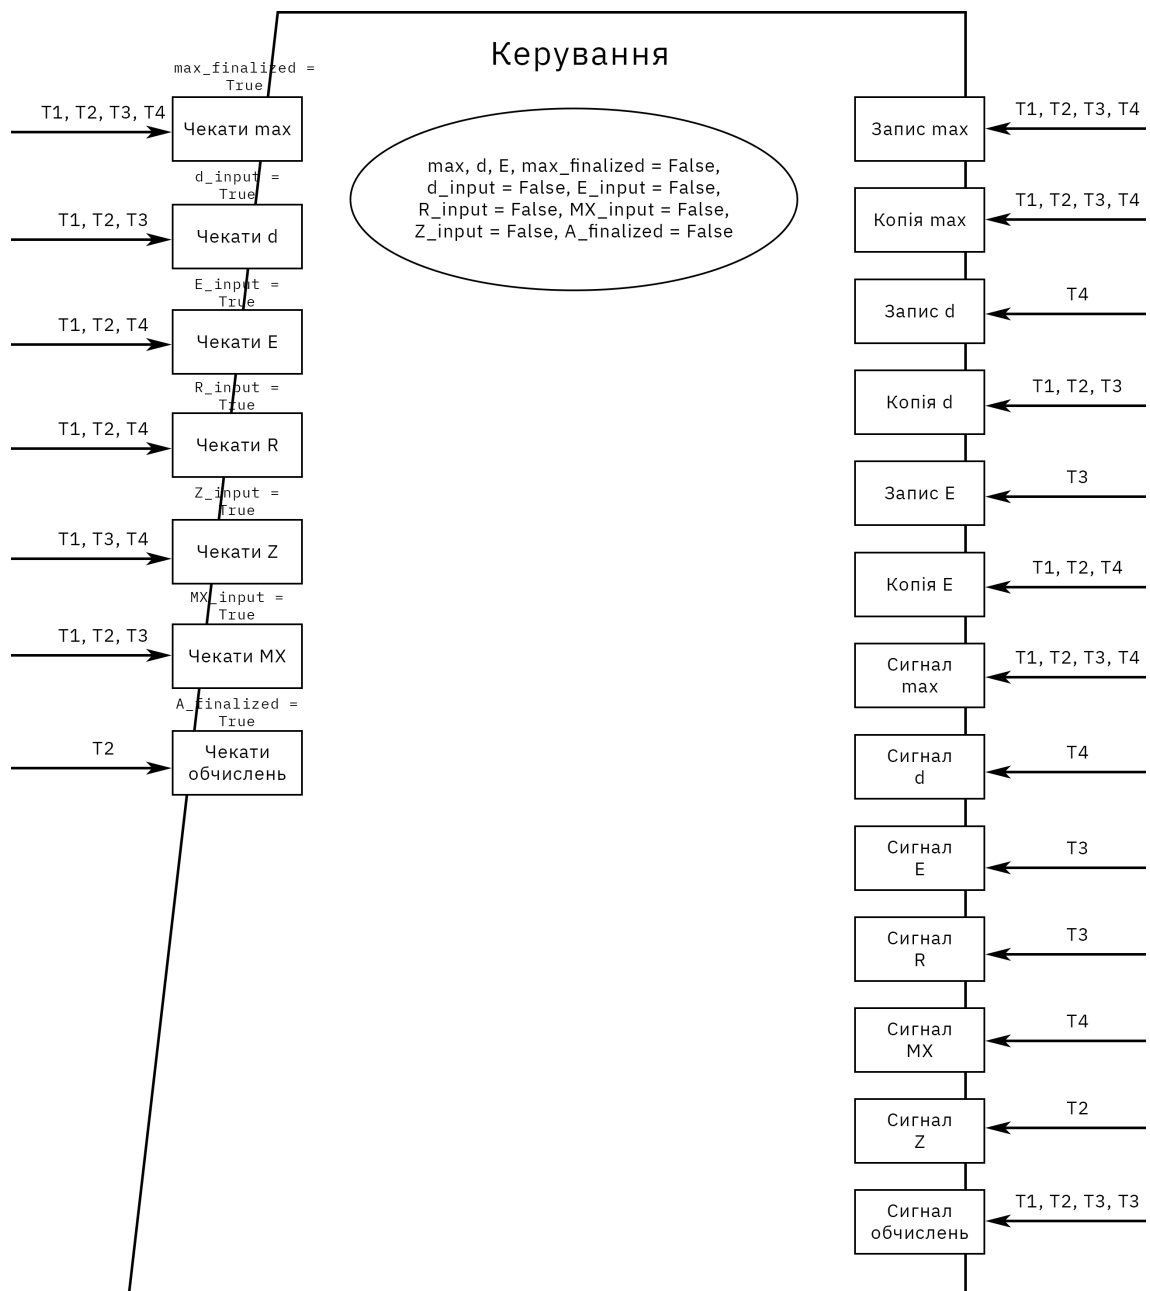 Керування
max, d, E, max_finalized = False,
d_input = False, E_input = False,
R_input = False, MX_input = False,
Z_input = False, A_finalized = False
max_finalized =
True
T1, T2, T3, T4
Чекати max
d_input =
True
T1, T2, T3
Чекати d
E_input =
True
T1, T2, T4
Чекати E
R_input =
True
T1, T2, T4
Чекати R
Z_input =
True
T1, T3, T4
Чекати Z
MX_input =
True
T1, T2, T3
Чекати MX
A_finalized =
True
T2
Чекати
обчислень
Запис max
T1, T2, T3, T4
Копія max
T1, T2, T3, T4
Запис d
T4
Копія d
T1, T2, T3
Запис E
T3
Копія E
T1, T2, T4
Сигнал
max
T1, T2, T3, T4
Сигнал
d
T4
Сигнал
E
T3
Сигнал
R
T3
Сигнал
MX
T4
Сигнал
Z
T2
Сигнал
обчислень
T1, T2, T3, T3